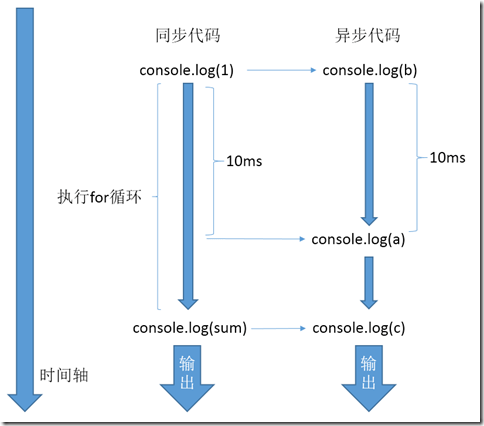 同步代码 异步代码
console.log(1) console.log(b)
10ms 10ms
执行for循环
console.log(a)
console.log(sum) console.log(c)
输出 输出
时间轴